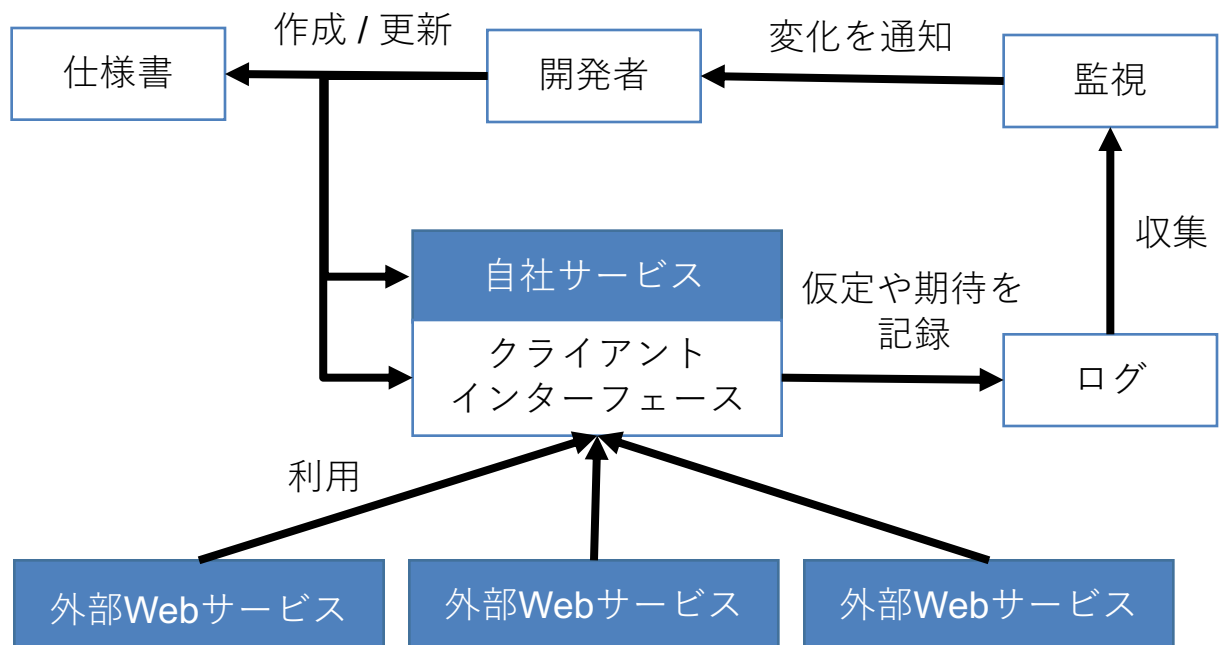 作成 / 更新
仕様書
開発者
変化を通知
監視
収集
自社サービス
仮定や期待を
記録
クライアント
インターフェース
ログ
利用
外部Webサービス
外部Webサービス
外部Webサービス